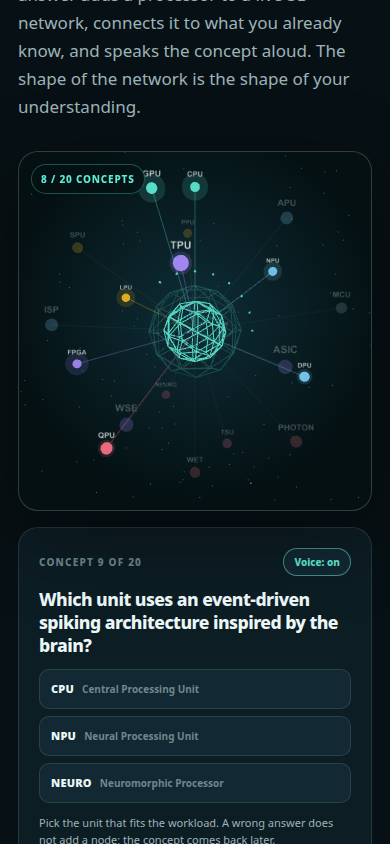 network, connects it to what you already
know, and speaks the concept aloud. The
shape of the network is the shape of your
understanding.
8 / 20 CONCEPTS
GPU
CPU
APU
SPU
PPU
TPU
NPU
LPU
MCU
ISP
FPGA
ASIC
DPU
NEURO
WSE
QPU
TSU
PHOTON
WET
CONCEPT 9 OF 20
Voice: on
Which unit uses an event-driven
spiking architecture inspired by the
brain?
CPU Central Processing Unit
NPU Neural Processing Unit
NEURO Neuromorphic Processor
Pick the unit that fits the workload. A wrong answer does
not add a node; the concept comes back later.